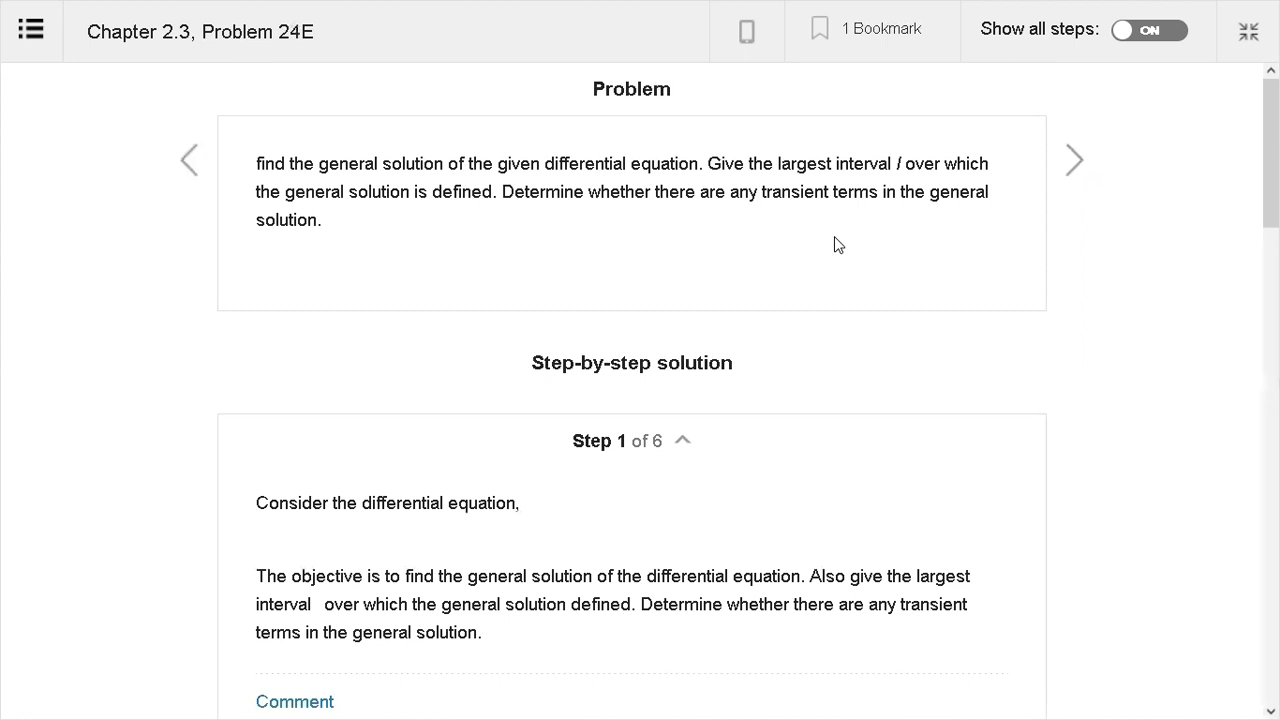 Chapter 2.3, Problem 24E
1 Bookmark
Show all steps:
ON
Problem
find the general solution of the given differential equation. Give the largest interval I over which
the general solution is defined. Determine whether there are any transient terms in the general
solution.
Step-by-step solution
Step 1 of 6
Consider the differential equation,
The objective is to find the general solution of the differential equation. Also give the largest
interval over which the general solution defined. Determine whether there are any transient
terms in the general solution.
Comment